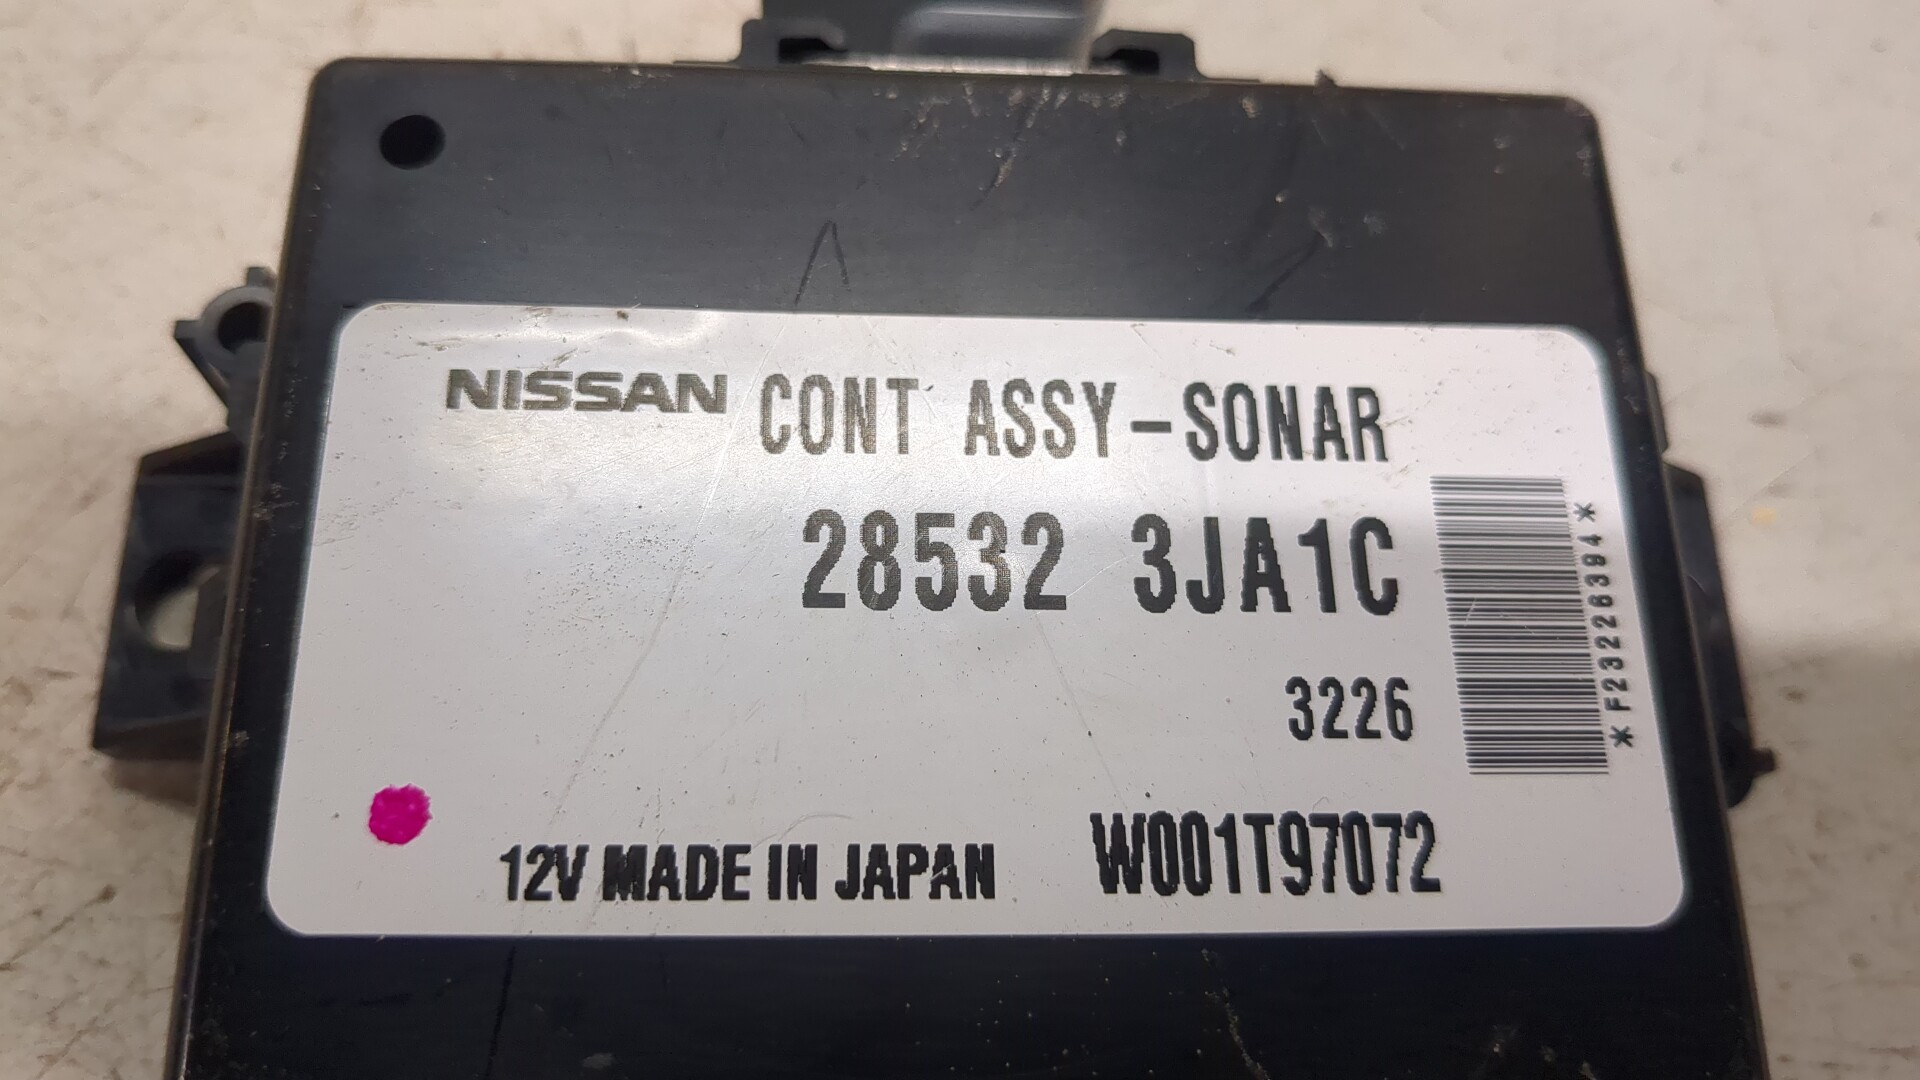 NISSAN CONT ASSY-SONAR
28532 3JA1C
3226
12V MADE IN JAPAN W001T97072
*F23226394*